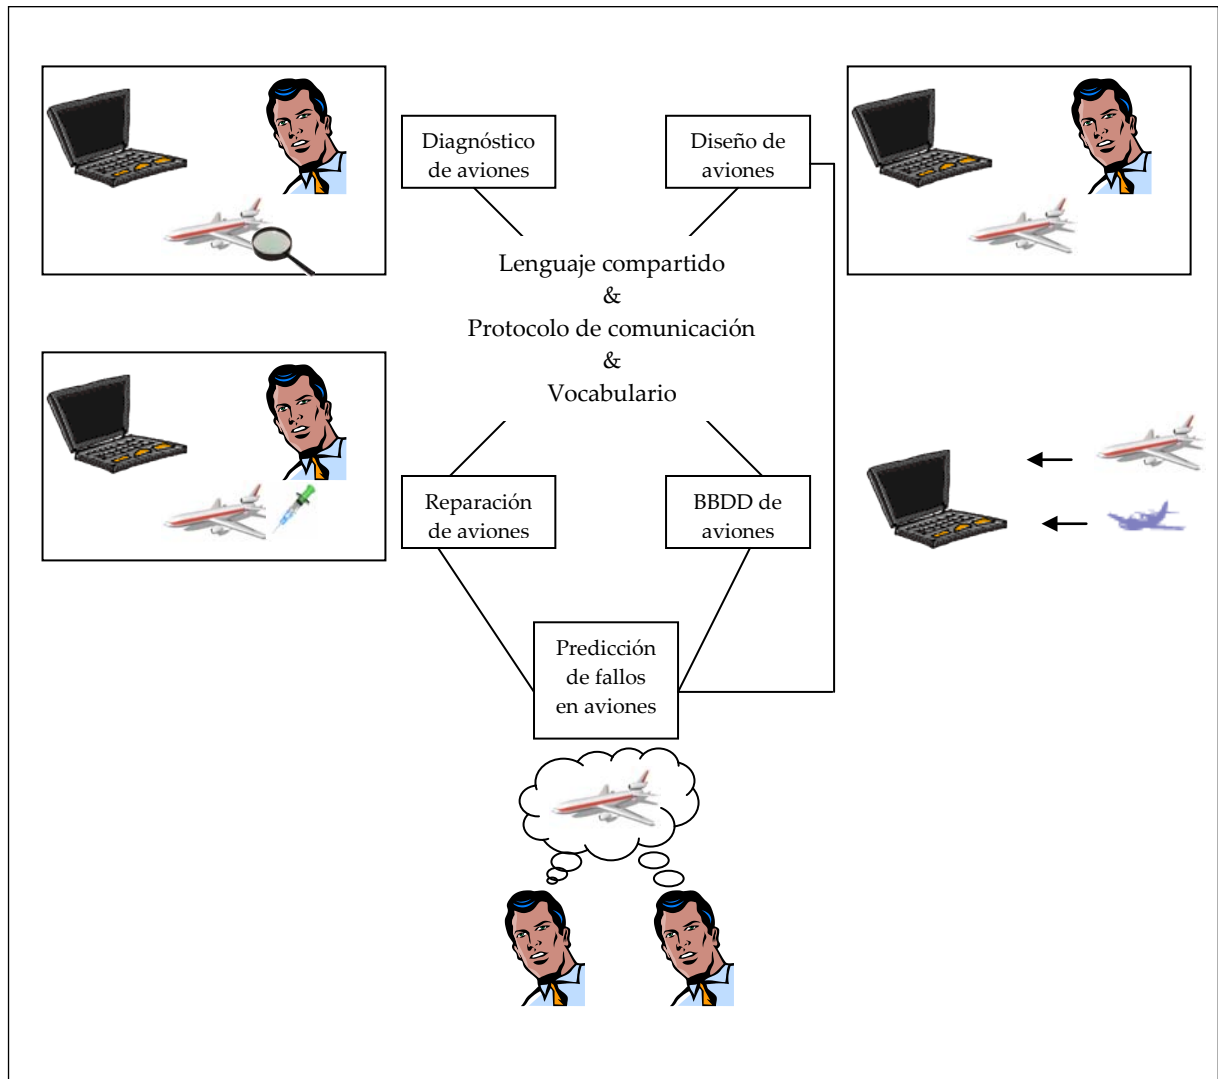 Diagnóstico
de aviones
Diseño de
aviones
Lenguaje compartido
&
Protocolo de comunicación
&
Vocabulario
Reparación
de aviones
BBDD de
aviones
Predicción
de fallos
en aviones